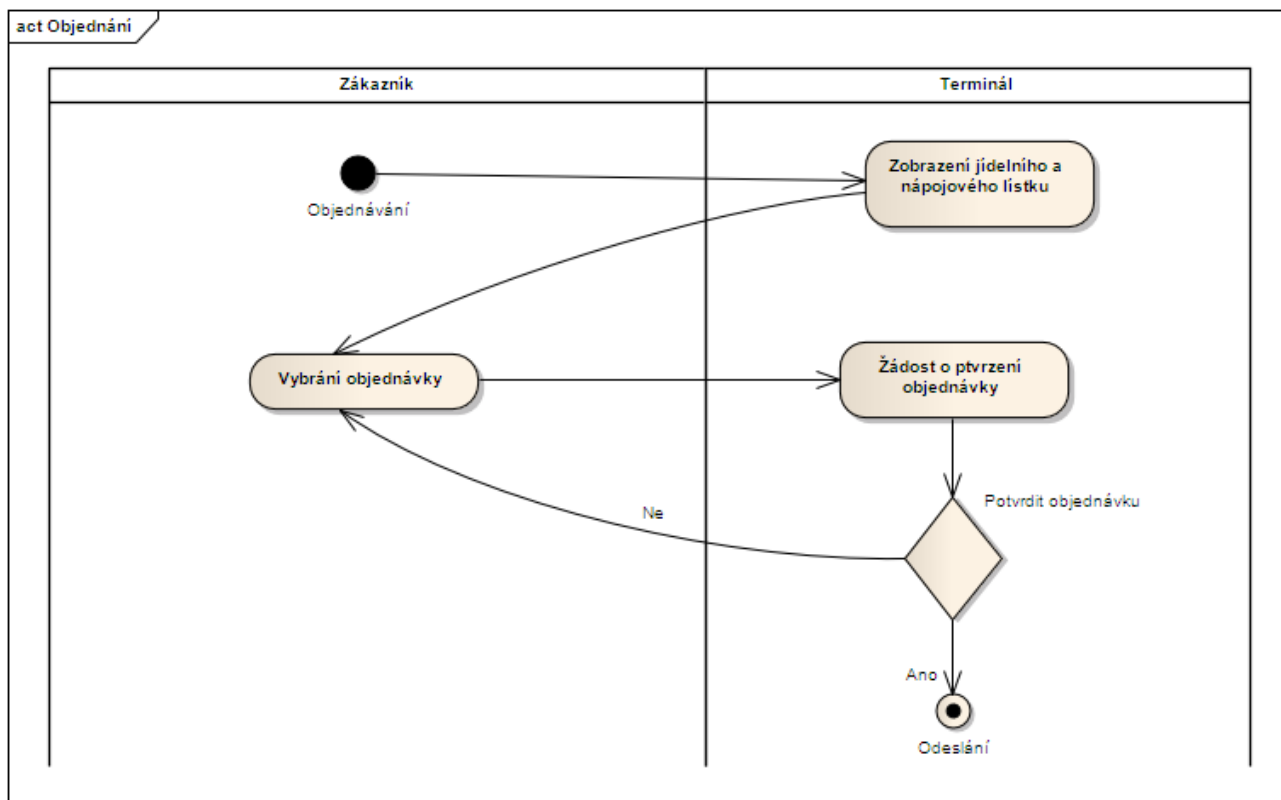 act Objednání
Zákazník
Terminál
Zobrazení jídelního a
nápojového lístku
Objednávání
Vybrání objednávky
Žádost o ptvrzení
objednávky
Potvrdit objednávku
Ne
Ano
Odeslání